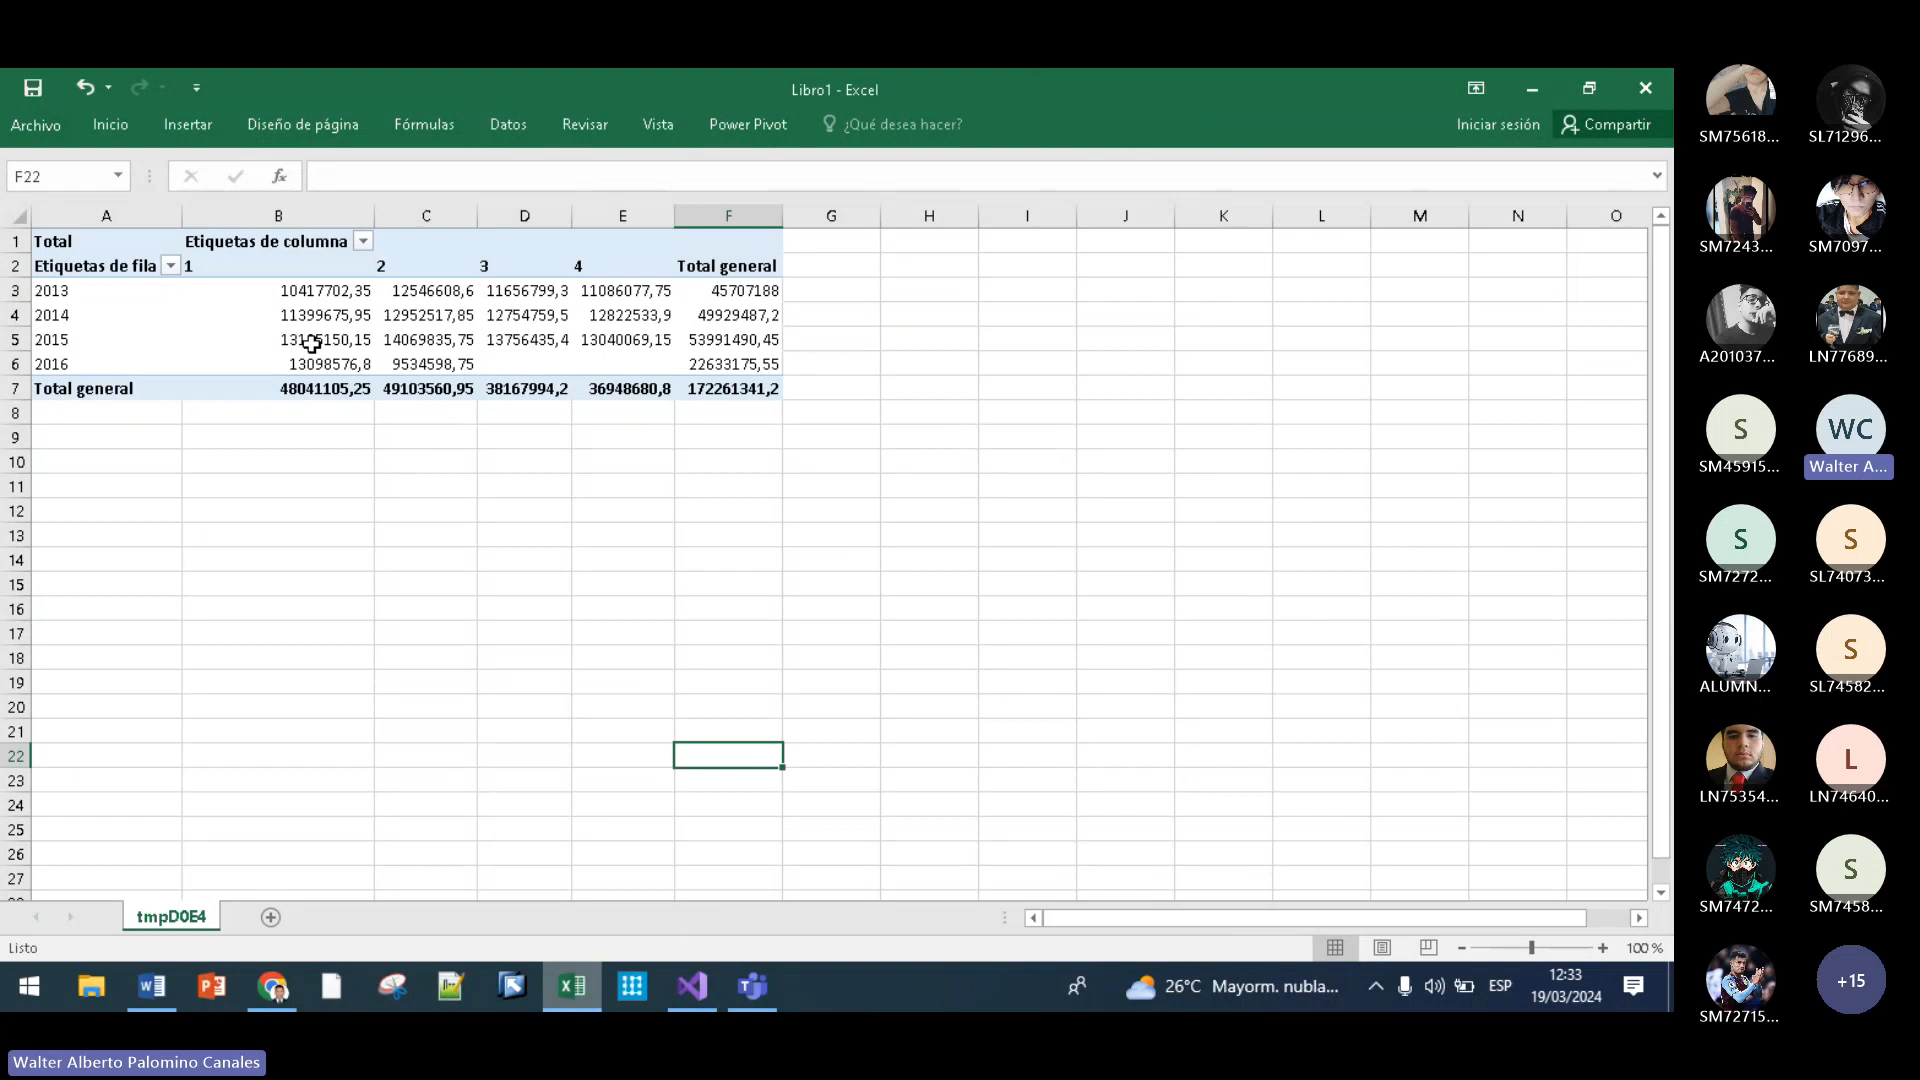 Libro1 - Excel
Archivo Inicio Insertar Diseño de página Fórmulas Datos Revisar Vista Power Pivot ¿Qué desea hacer? Iniciar sesión Compartir
F22 fx
A B C D E F G H I J K L M N O
1 Total Etiquetas de columna
2 Etiquetas de fila 1 2 3 4 Total general
3 2013 10417702,35 12546608,6 11656799,3 11086077,75 45707188
4 2014 11399675,95 12952517,85 12754759,5 12822533,9 49929487,2
5 2015 14069835,75 13756435,4 13040069,15 53991490,45
6 2016 13098576,8 9534598,75 22633175,55
7 Total general 48041105,25 49103560,95 38167994,2 36948680,8 172261341,2
8
9
10
11
12
13
14
15
16
17
18
19
20
21
22
23
24
25
26
27
tmpD0E4
Listo 100 %
26°C Mayorm. nubla... ESP 12:33
19/03/2024
SM75618... SL71296...
SM7243... SM7097...
A201037... LN77689...
S WC
SM45915... Walter A...
S S
SM7272... SL74073...
S
ALUMN... SL74582...
L
LN75354... LN74640...
S
SM7472... SM7458...
+15
SM72715...
Walter Alberto Palomino Canales